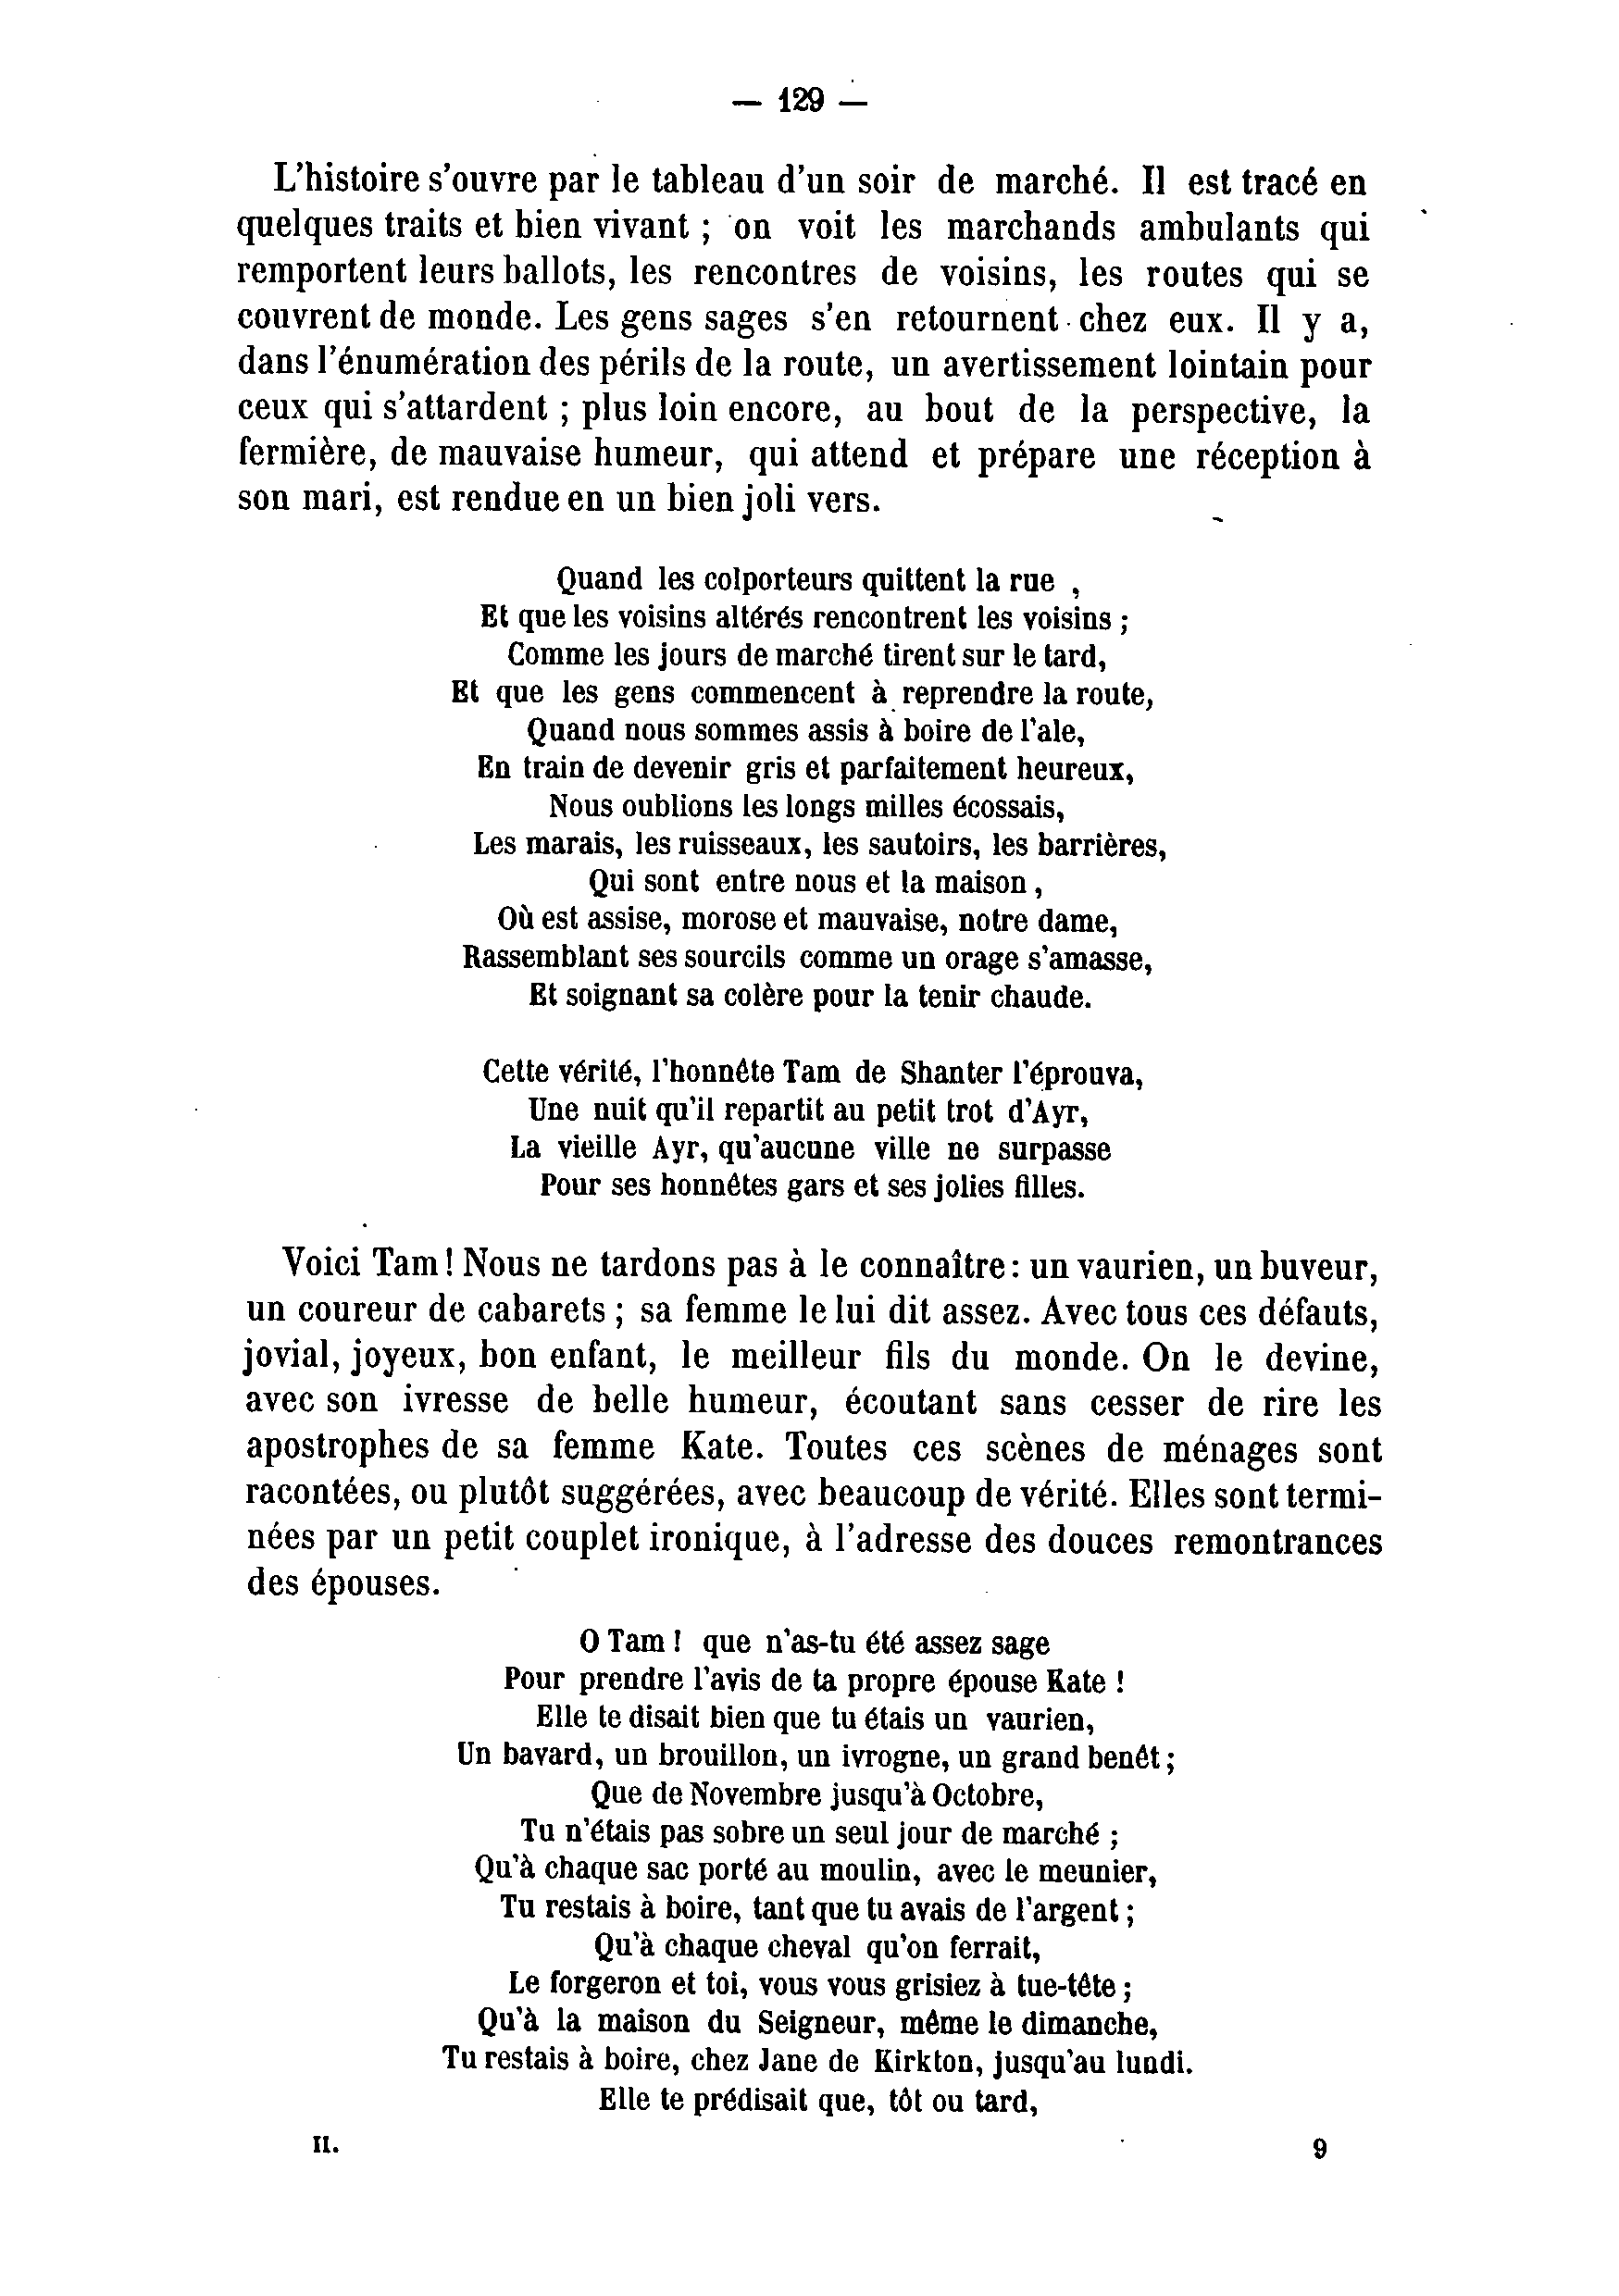 — 129 —
L'histoire s'ouvre par le tableau d'un soir de marché. Il est tracé en
quelques traits et bien vivant ; on voit les marchands ambulants qui
remportent leurs ballots, les rencontres de voisins, les routes qui se
couvrent de monde. Les gens sages s'en retournent chez eux. Il y a,
dans l'énumération des périls de la route, un avertissement lointain pour
ceux qui s'attardent ; plus loin encore, au bout de la perspective, la
fermière, de mauvaise humeur, qui attend et prépare une réception à
son mari, est rendue en un bien joli vers.
Quand les colporteurs quittent la rue ,
Et que les voisins altérés rencontrent les voisins ;
Comme les jours de marché tirent sur le tard,
Et que les gens commencent à reprendre la route,
Quand nous sommes assis à boire de l'ale,
En train de devenir gris et parfaitement heureux,
Nous oublions les longs milles écossais,
Les marais, les ruisseaux, les sautoirs, les barrières,
Qui sont entre nous et la maison ,
Où est assise, morose et mauvaise, notre dame,
Rassemblant ses sourcils comme un orage s'amasse,
Et soignant sa colère pour la tenir chaude.
Cette vérité, l'honnête Tam de Shanter l'éprouva,
Une nuit qu'il repartit au petit trot d'Ayr,
La vieille Ayr, qu'aucune ville ne surpasse
Pour ses honnêtes gars et ses jolies filles.
Voici Tam ! Nous ne tardons pas à le connaître : un vaurien, un buveur,
un coureur de cabarets ; sa femme le lui dit assez. Avec tous ces défauts,
jovial, joyeux, bon enfant, le meilleur fils du monde. On le devine,
avec son ivresse de belle humeur, écoutant sans cesser de rire les
apostrophes de sa femme Kate. Toutes ces scènes de ménages sont
racontées, ou plutôt suggérées, avec beaucoup de vérité. Elles sont termi-
nées par un petit couplet ironique, à l'adresse des douces remontrances
des épouses.
O Tam ! que n'as-tu été assez sage
Pour prendre l'avis de ta propre épouse Kate !
Elle te disait bien que tu étais un vaurien,
Un bavard, un brouillon, un ivrogne, un grand benêt ;
Que de Novembre jusqu'à Octobre,
Tu n'étais pas sobre un seul jour de marché ;
Qu'à chaque sac porté au moulin, avec le meunier,
Tu restais à boire, tant que tu avais de l'argent ;
Qu'à chaque cheval qu'on ferrait,
Le forgeron et toi, vous vous grisiez à tue-tête ;
Qu'à la maison du Seigneur, même le dimanche,
Tu restais à boire, chez Jane de Kirkton, jusqu'au lundi.
Elle te prédisait que, tôt ou tard,
II. 9